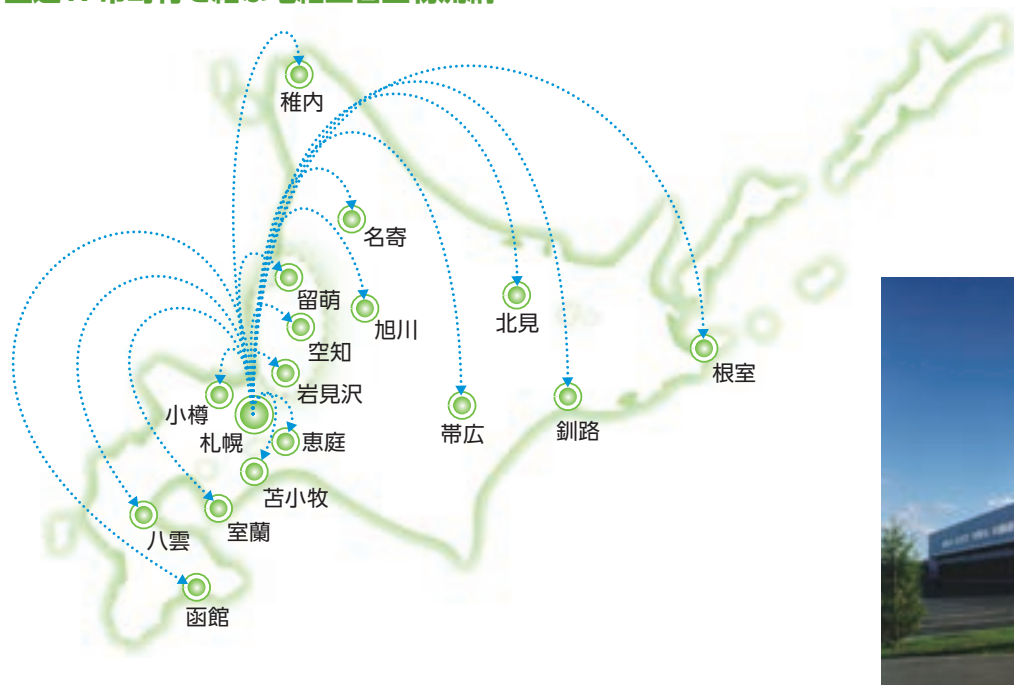 稚内
名寄
留萌
旭川
北見
空知
根室
岩見沢
小樽
帯広
釧路
札幌
恵庭
苫小牧
八雲
室蘭
函館